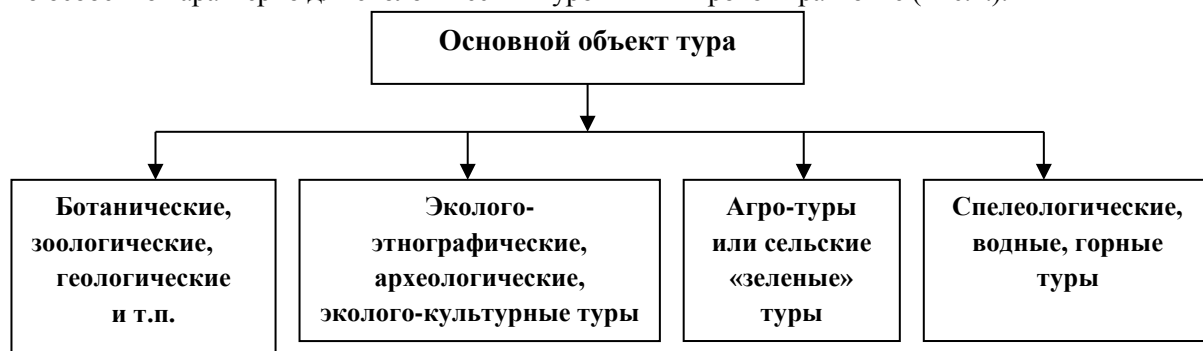 Основной объект тура
Ботанические,
зоологические,
геологические
и т.п.
Эколого-
этнографические,
археологические,
эколого-культурные туры
Агро-туры
или сельские
«зеленые»
туры
Спелеологические,
водные, горные
туры